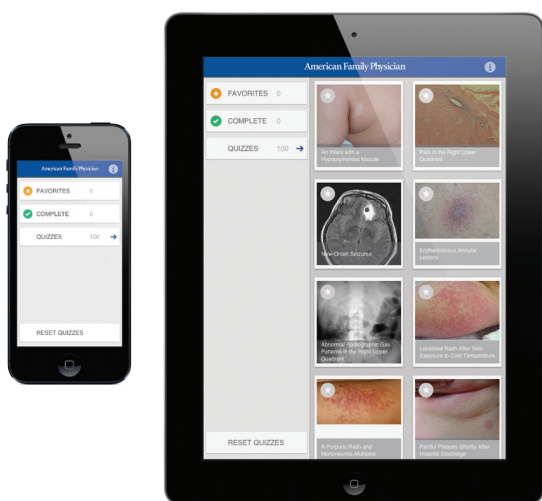 American Family Physician
FAVORITES 0
COMPLETE 0
QUIZZES 100
RESET QUIZZES
American Family Physician
FAVORITES 0
COMPLETE 0
QUIZZES 100
RESET QUIZZES
An Infant with a
Hypopigmented Macule
Pain in the Right Lower
Quadrant
New-Onset Seizures
Erythematous Annular
Lesions
Abnormal Radiographic Gas
Patterns in the Right Upper
Quadrant
Localized Rash After Skin
Exposure to Cold Temperature
A Purpuric Rash and
Mononeuritis Multiplex
Painful Plaques Shortly After
Hospital Discharge